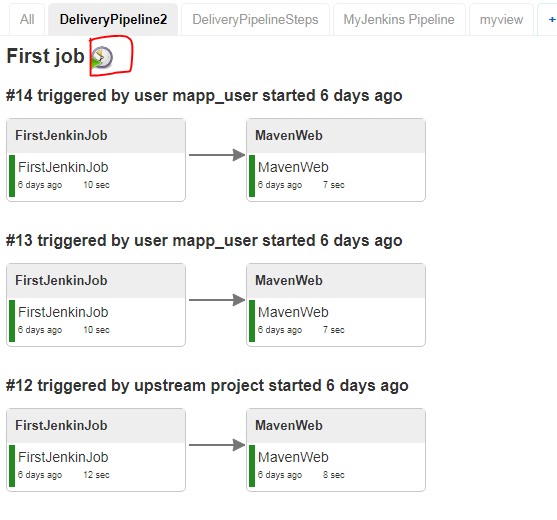 All DeliveryPipeline2 DeliveryPipelineSteps MyJenkins Pipeline myview +
First job
#14 triggered by user mapp_user started 6 days ago
FirstJenkinJob MavenWeb
FirstJenkinJob MavenWeb
6 days ago 10 sec 6 days ago 7 sec
#13 triggered by user mapp_user started 6 days ago
FirstJenkinJob MavenWeb
FirstJenkinJob MavenWeb
6 days ago 10 sec 6 days ago 7 sec
#12 triggered by upstream project started 6 days ago
FirstJenkinJob MavenWeb
FirstJenkinJob MavenWeb
6 days ago 12 sec 6 days ago 8 sec